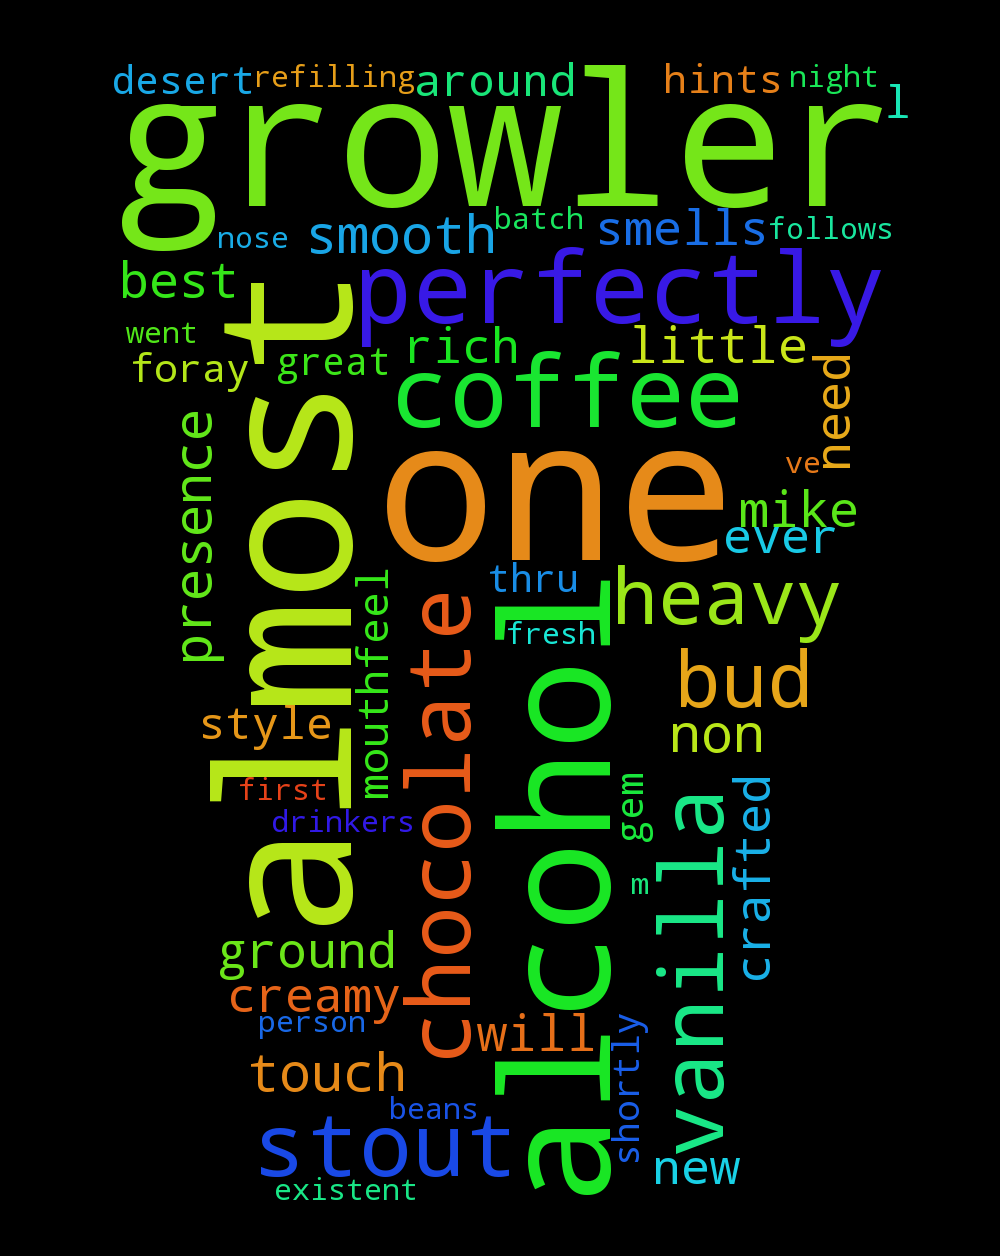 desert refilling around hints night
growler l
nose smooth batch smells follows
best perfectly
went
foray great rich little
almost
coffee need
presence
one ve
mike
ever
thru heavy
mouthfeel chocolate alcohol
fresh
bud
style non
first gem
drinkers
m vanilla crafted
ground
creamy
person will shortly
touch
beans
stout new
existent